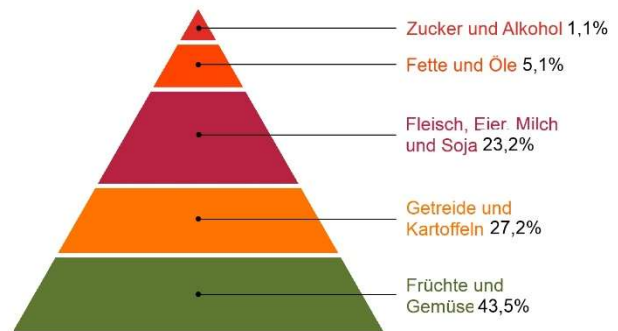 Zucker und Alkohol 1,1%
Fette und Öle 5,1%
Fleisch, Eier, Milch
und Soja 23,2%
Getreide und
Kartoffeln 27,2%
Früchte und
Gemüse 43,5%